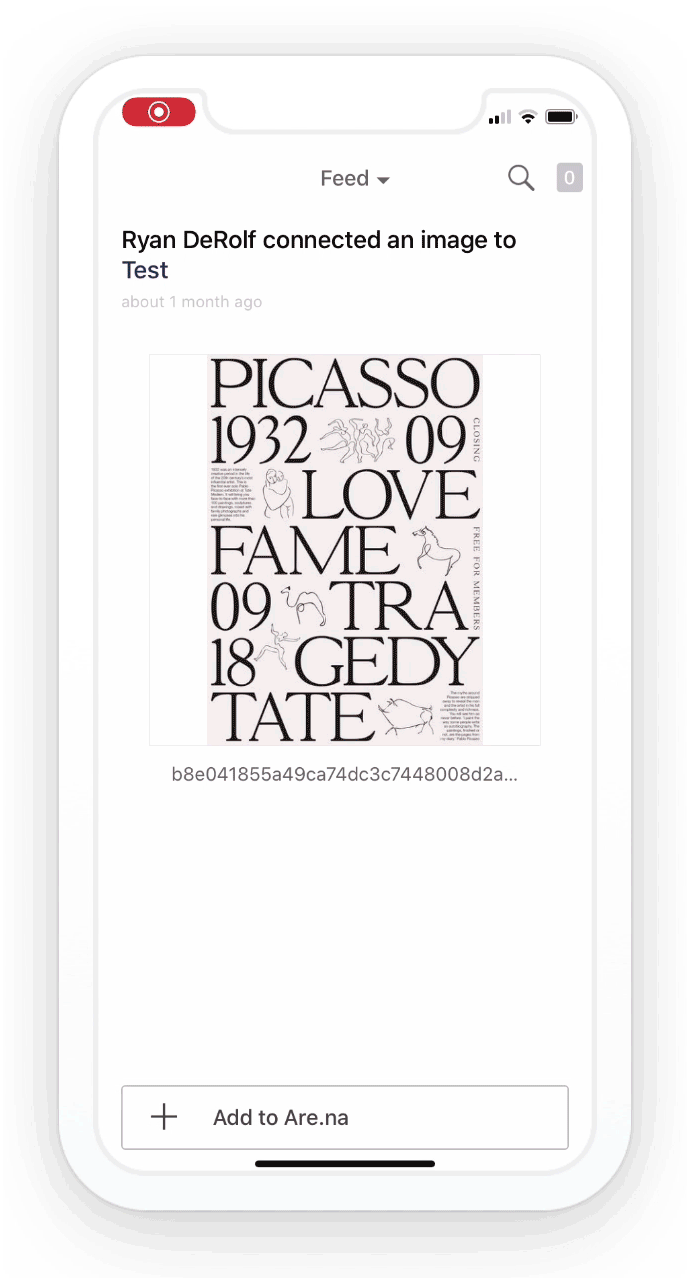 Feed
0
Ryan DeRolf connected an image to
Test
about 1 month ago
PICASSO
1932 09
CLOSING
LOVE
FAME
FREE FOR MEMBERS
09 TRA
18 GEDY
TATE
b8e041855a49ca74dc3c7448008d2a...
Add to Are.na